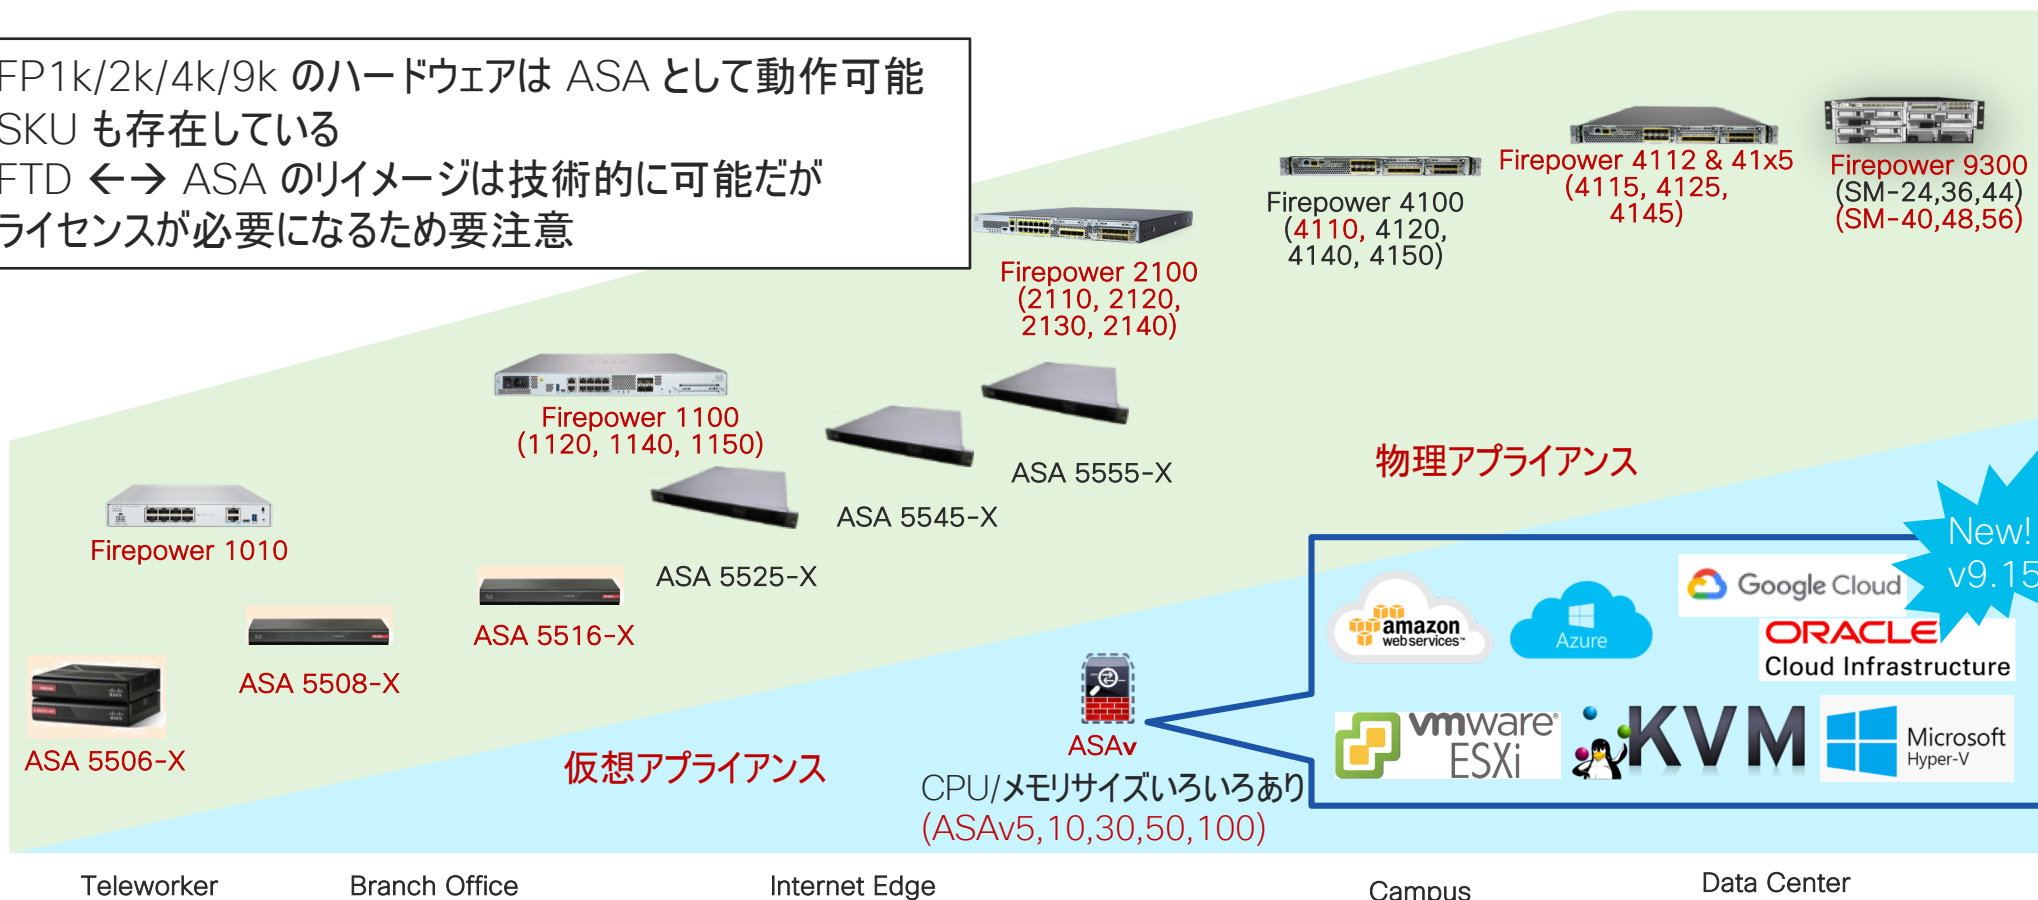 FP1k/2k/4k/9k のハードウェアは ASA として動作可能
SKU も存在している
FTD ←→ ASA のリイメージは技術的に可能だが
ライセンスが必要になるため要注意
Firepower 9300
(SM-24,36,44)
(SM-40,48,56)
Firepower 4112 & 41x5
(4115, 4125,
4145)
Firepower 4100
(4110, 4120,
4140, 4150)
Firepower 2100
(2110, 2120,
2130, 2140)
Firepower 1100
(1120, 1140, 1150)
Firepower 1010
ASA 5555-X
ASA 5545-X
ASA 5525-X
ASA 5516-X
ASA 5508-X
ASA 5506-X
物理アプライアンス
仮想アプライアンス
ASAv
CPU/メモリサイズいろいろあり
(ASAv5,10,30,50,100)
New!
v9.15
amazon
webservices™
Azure
Google Cloud
ORACLE
Cloud Infrastructure
vmware®
ESXi
KVM
Microsoft
Hyper-V
Teleworker
Branch Office
Internet Edge
Campus
Data Center